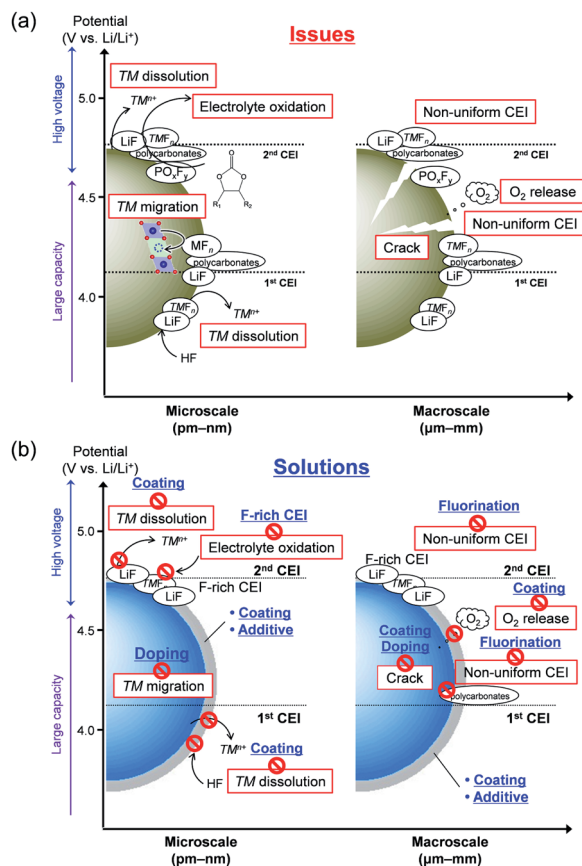 (a)
Potential
(V vs. Li/Li⁺)
Issues
High voltage
Large capacity
5.0
4.5
4.0
TM dissolution
TMⁿ⁺
Electrolyte oxidation
LiF
TMFₙ
polycarbonates
2nd CEI
POₓFᵧ
O
O
O
R₁
R₂
TM migration
MFₙ
polycarbonates
LiF
1st CEI
TMFₙ
LiF
TMⁿ⁺
TM dissolution
HF
Non-uniform CEI
LiF
TMFₙ
polycarbonates
2nd CEI
POₓFᵧ
O₂
O₂ release
Non-uniform CEI
Crack
TMFₙ
polycarbonates
LiF
1st CEI
TMFₙ
LiF
Microscale
(pm–nm)
Macroscale
(μm–mm)
(b)
Potential
(V vs. Li/Li⁺)
Solutions
High voltage
Large capacity
5.0
4.5
4.0
Coating
TM dissolution
TMⁿ⁺
F-rich CEI
Electrolyte oxidation
2nd CEI
LiF
TMFₙ
LiF
F-rich CEI
• Coating
• Additive
Doping
TM migration
1st CEI
TMⁿ⁺
HF
Coating
TM dissolution
Fluorination
Non-uniform CEI
F-rich CEI
2nd CEI
LiF
TMFₙ
LiF
Coating
O₂
O₂ release
Coating
Doping
Crack
Fluorination
Non-uniform CEI
polycarbonates
1st CEI
• Coating
• Additive
Microscale
(pm–nm)
Macroscale
(μm–mm)